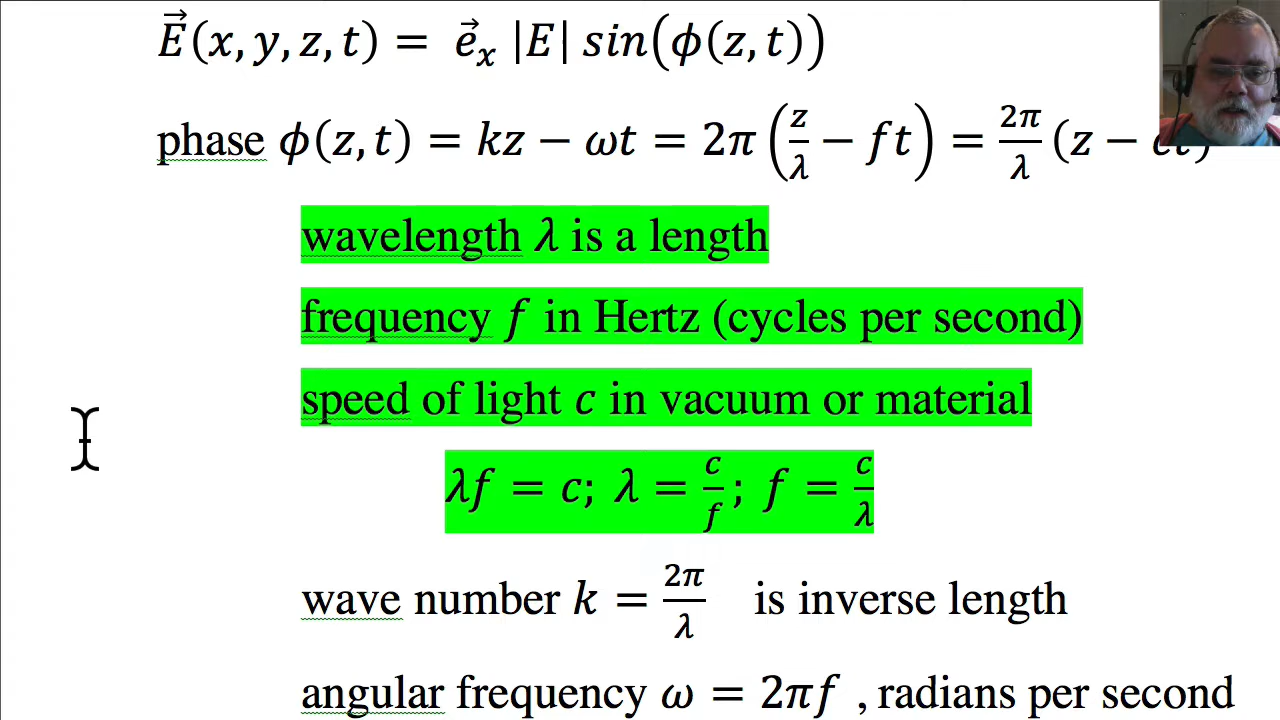 E⃗(x, y, z, t) = e⃗ₓ |E| sin(ϕ(z, t))
phase ϕ(z, t) = kz − ωt = 2π (z/λ − ft) = 2π/λ (z − ct)
wavelength λ is a length
frequency f in Hertz (cycles per second)
speed of light c in vacuum or material
λf = c; λ = c/f; f = c/λ
wave number k = 2π/λ is inverse length
angular frequency ω = 2πf , radians per second